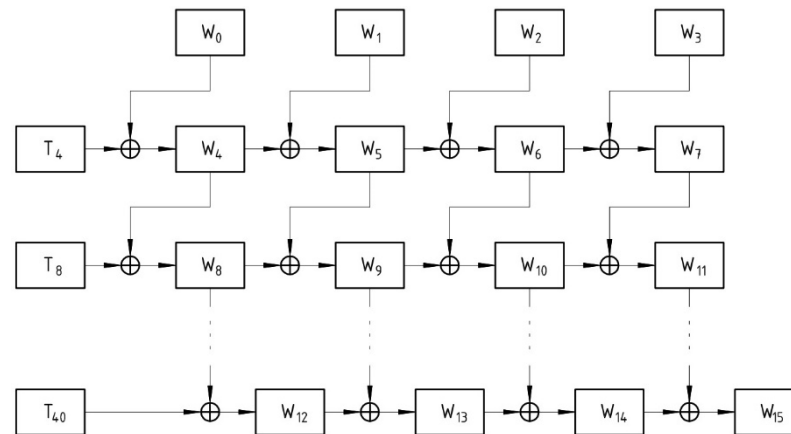 W₀ W₁ W₂ W₃
T₄ W₄ W₅ W₆ W₇
T₈ W₈ W₉ W₁₀ W₁₁
T₄₀ W₁₂ W₁₃ W₁₄ W₁₅